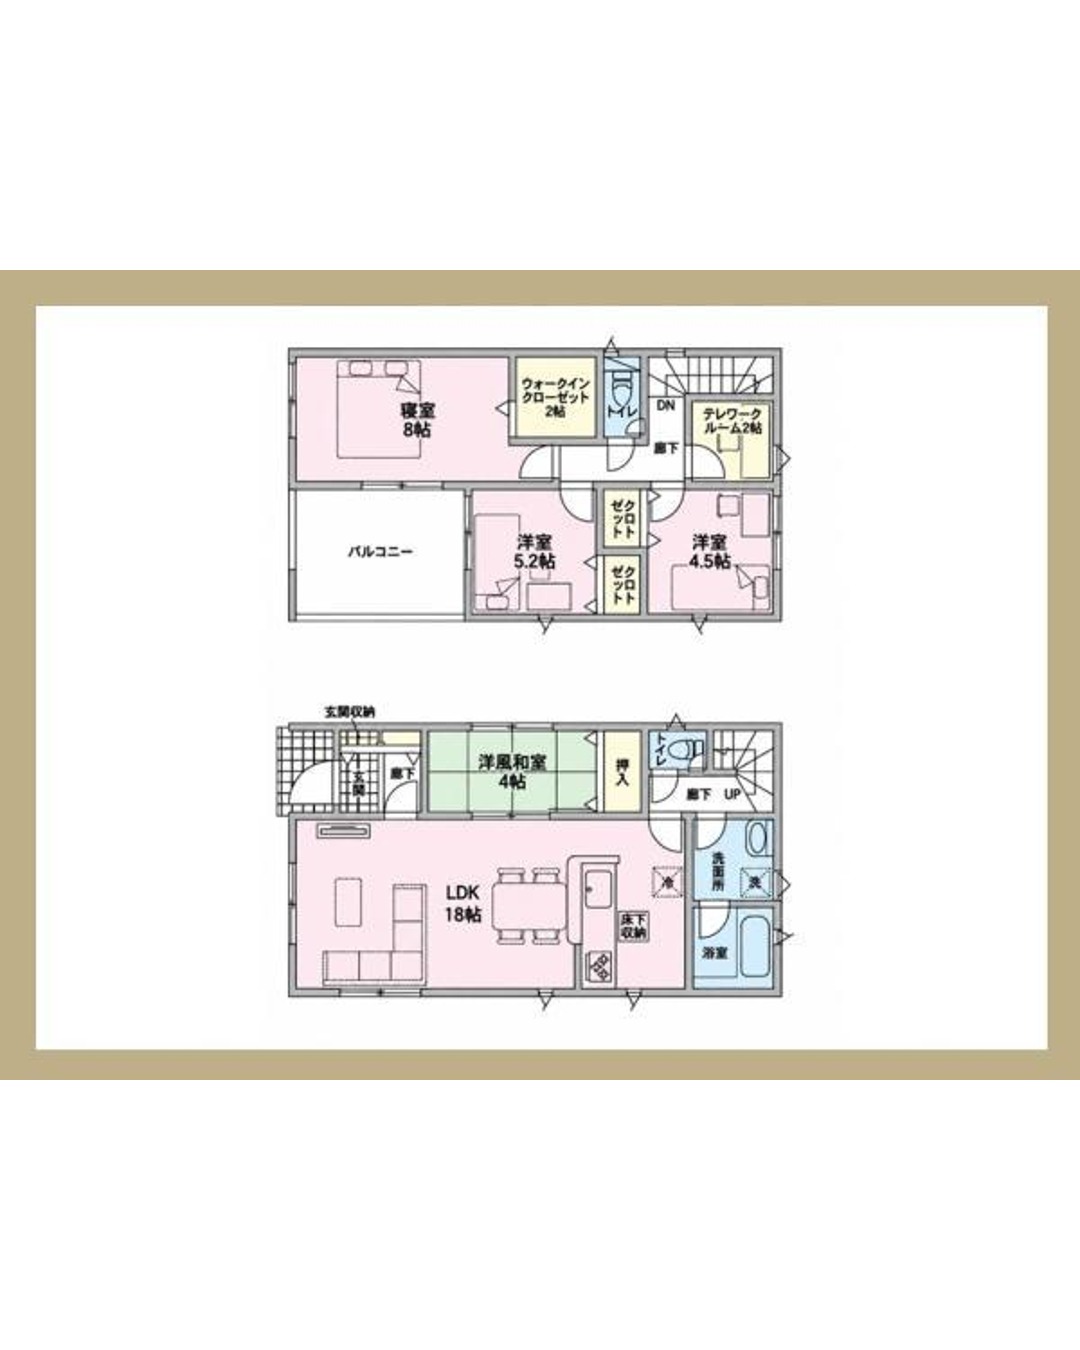 ウォークイン
クローゼット
2帖
トイレ
DN
テレワーク
ルーム2帖
寝室
8帖
廊下
バルコニー
洋室
5.2帖
クロゼット
クロゼット
洋室
4.5帖
玄関収納
玄関
廊下
洋風和室
4帖
押入
トイレ
廊下
UP
LDK
18帖
冷
床下
収納
洗面所
洗
浴室